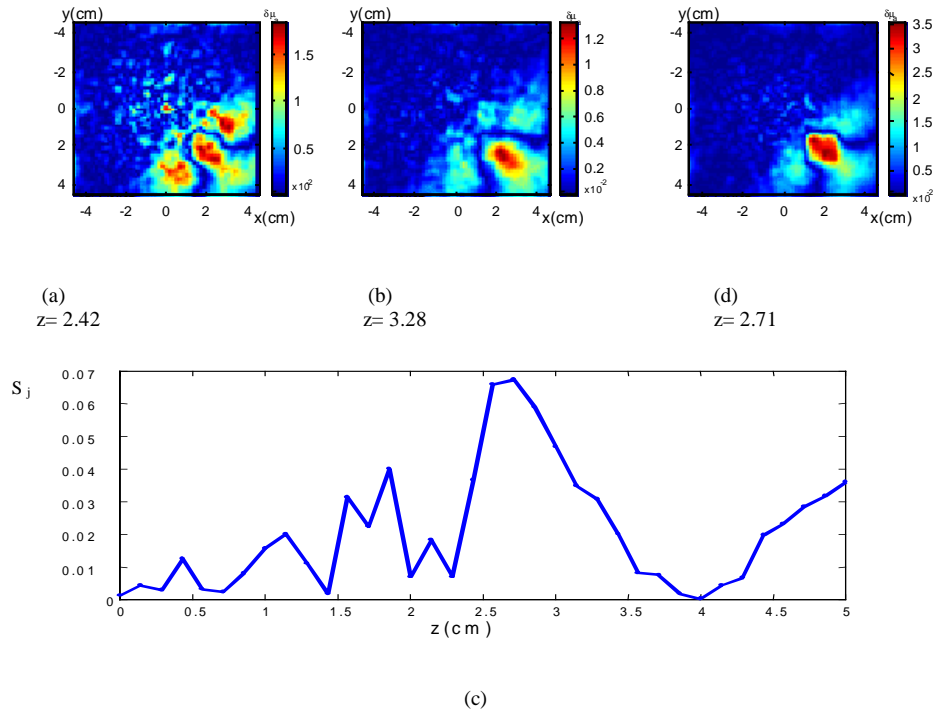 y(cm) δμa y(cm) δμa y(cm) δμa
-4 -2 0 2 4
1.5 1 0.5 x10⁻²
-4 -2 0 2 4
x(cm)
-4 -2 0 2 4
1.2 1 0.8 0.6 0.4 0.2 x10⁻²
-4 -2 0 2 4
x(cm)
-4 -2 0 2 4
3.5 3 2.5 2 1.5 1 0.5 x10⁻²
-4 -2 0 2 4
x(cm)
(a) (b) (d)
z= 2.42 z= 3.28 z= 2.71
S j
0.07
0.06
0.05
0.04
0.03
0.02
0.01
0
0 0.5 1 1.5 2 2.5 3 3.5 4 4.5 5
z (cm)
(c)